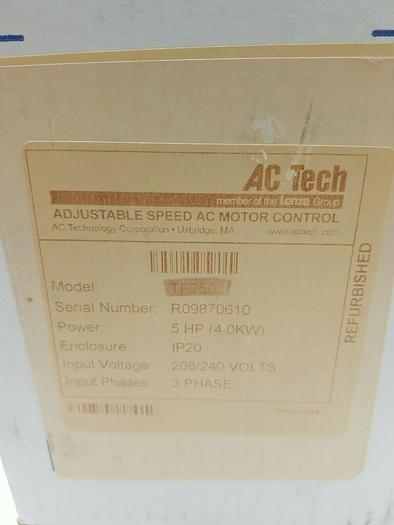 AC Tech
member of the Lenze Group
ADJUSTABLE SPEED AC MOTOR CONTROL
AC Technology Corporation • Uxbridge, MA www.actech.com
Model: TF250
Serial Number: R09870610
Power: 5 HP (4.0KW)
Enclosure: IP20
Input Voltage: 208/240 VOLTS
Input Phases: 3 PHASE
REFURBISHED